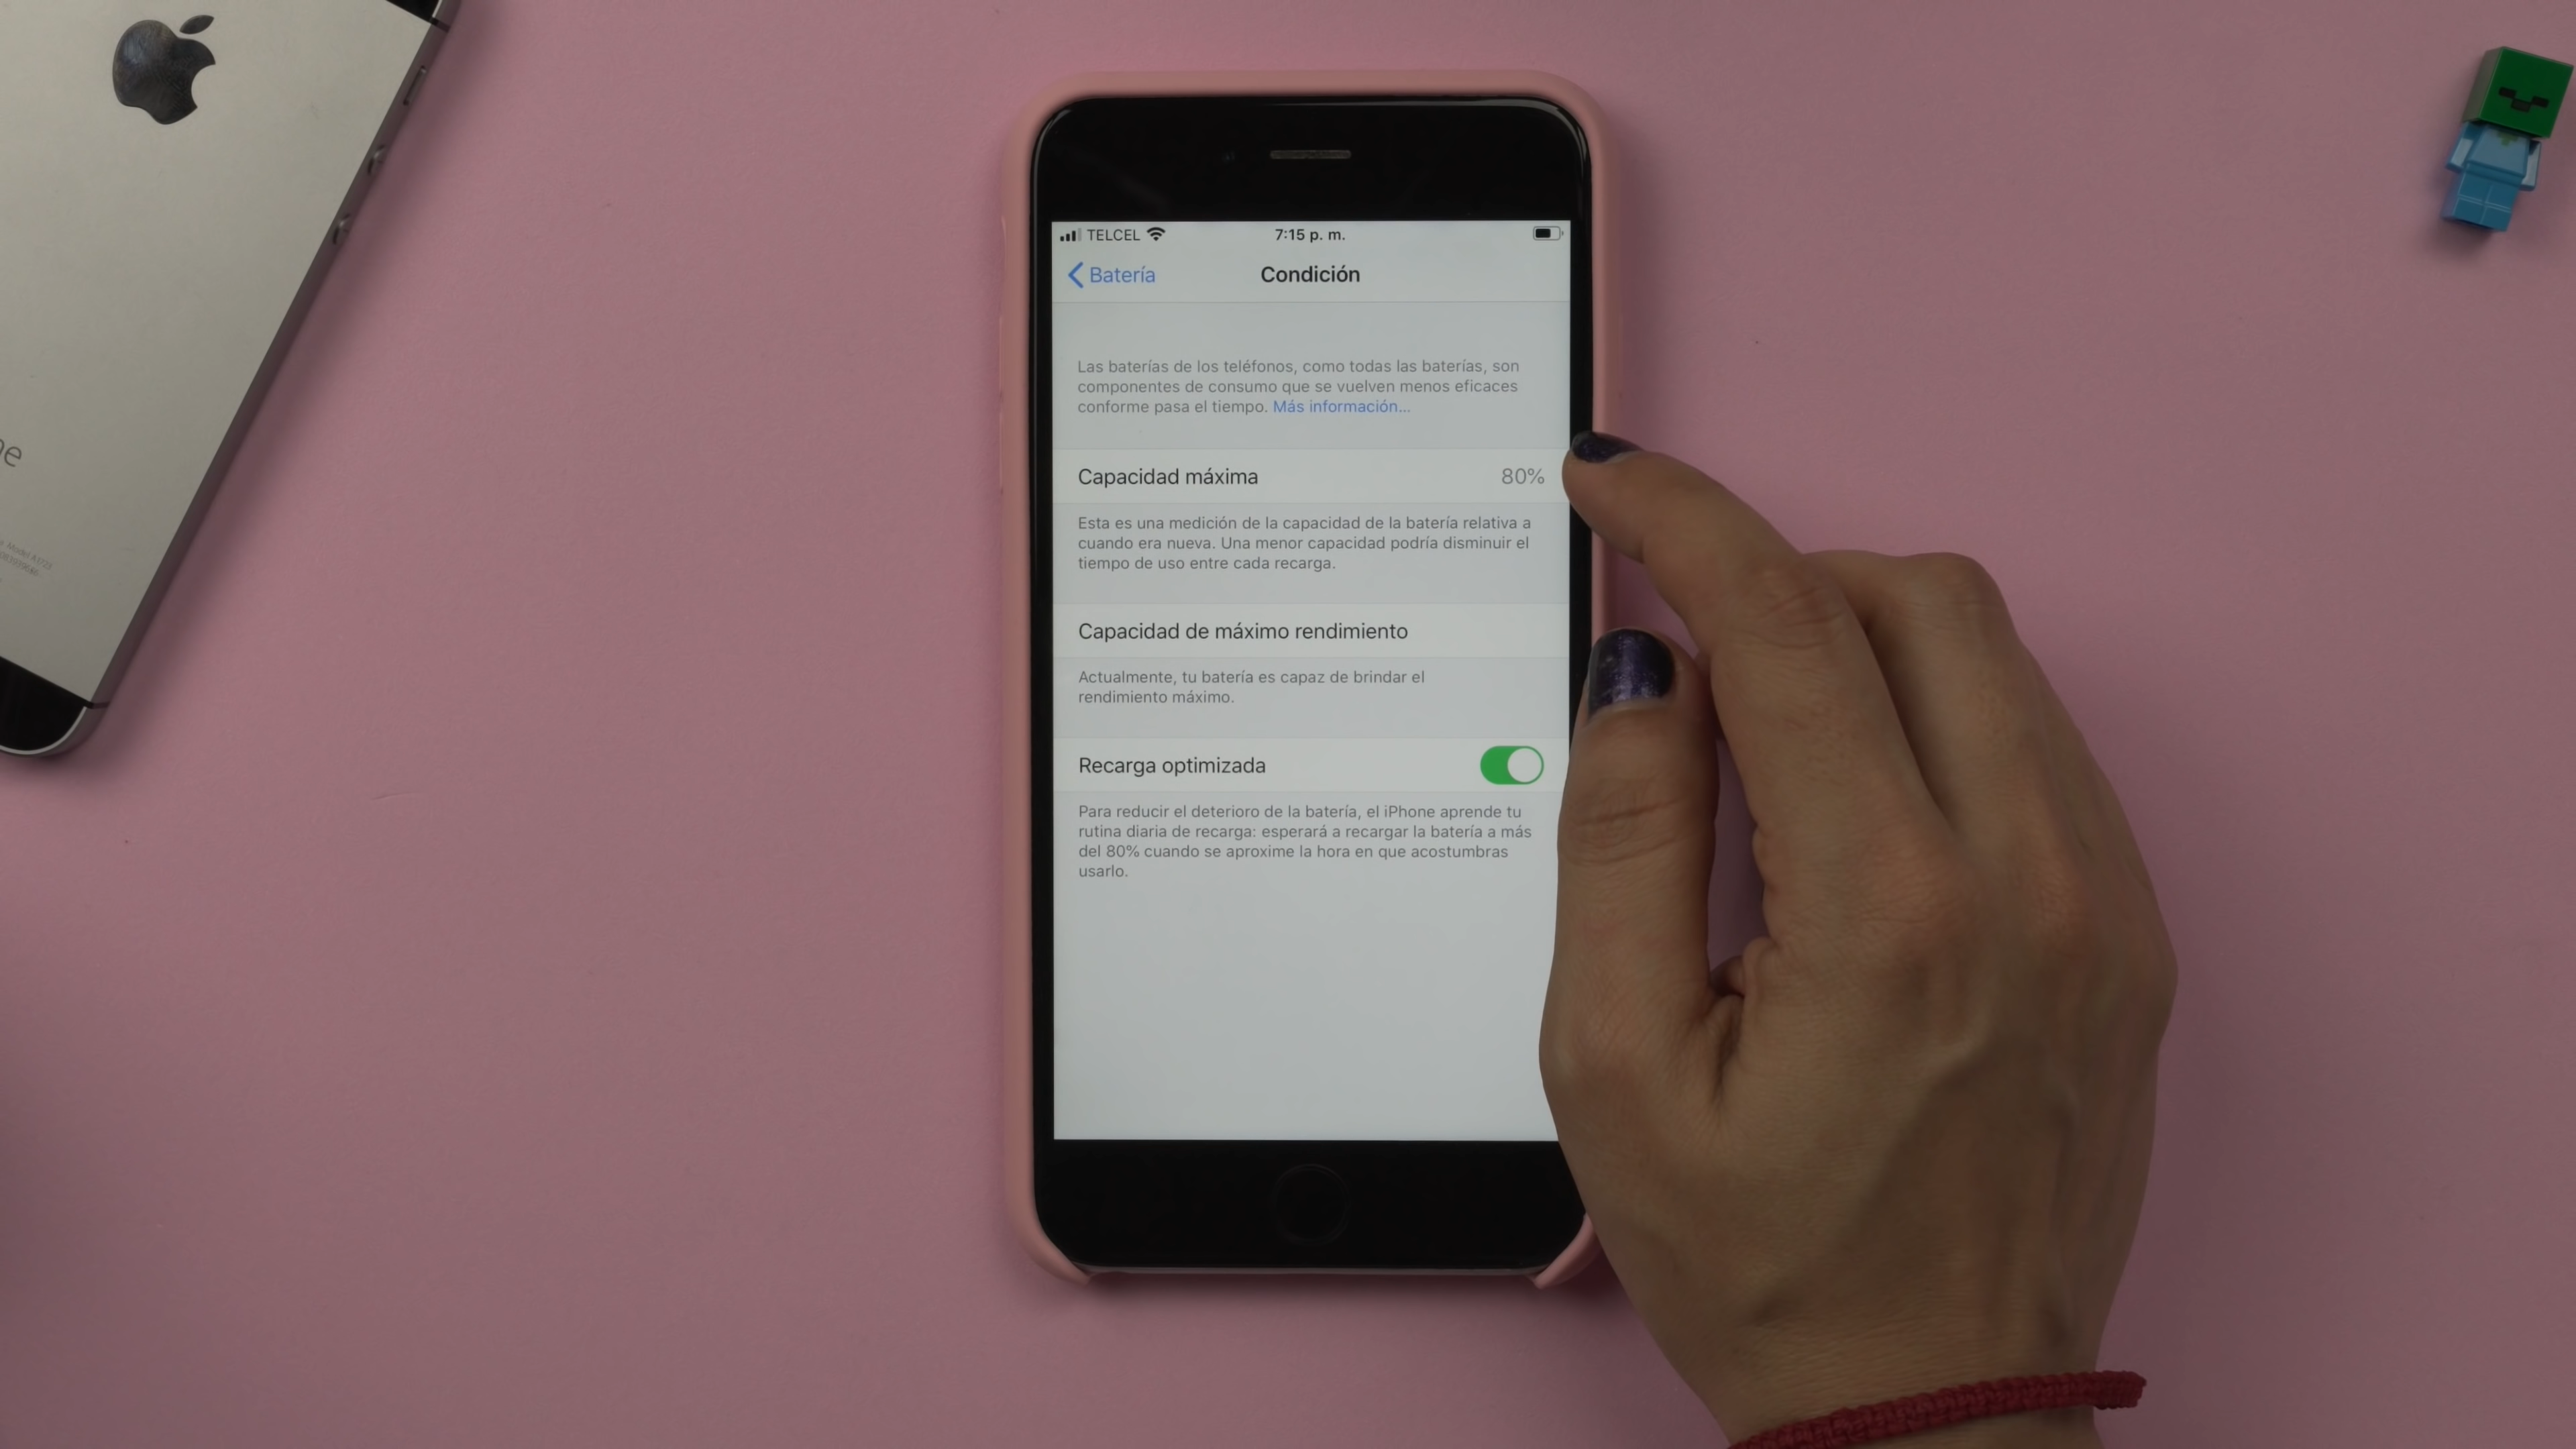 TELCEL 7:15 p. m.
Batería Condición
Las baterías de los teléfonos, como todas las baterías, son
componentes de consumo que se vuelven menos eficaces
conforme pasa el tiempo. Más información...
Capacidad máxima 80%
Esta es una medición de la capacidad de la batería relativa a
cuando era nueva. Una menor capacidad podría disminuir el
tiempo de uso entre cada recarga.
Capacidad de máximo rendimiento
Actualmente, tu batería es capaz de brindar el
rendimiento máximo.
Recarga optimizada
Para reducir el deterioro de la batería, el iPhone aprende tu
rutina diaria de recarga: esperará a recargar la batería a más
del 80% cuando se aproxime la hora en que acostumbras
usarlo.
Model A1723